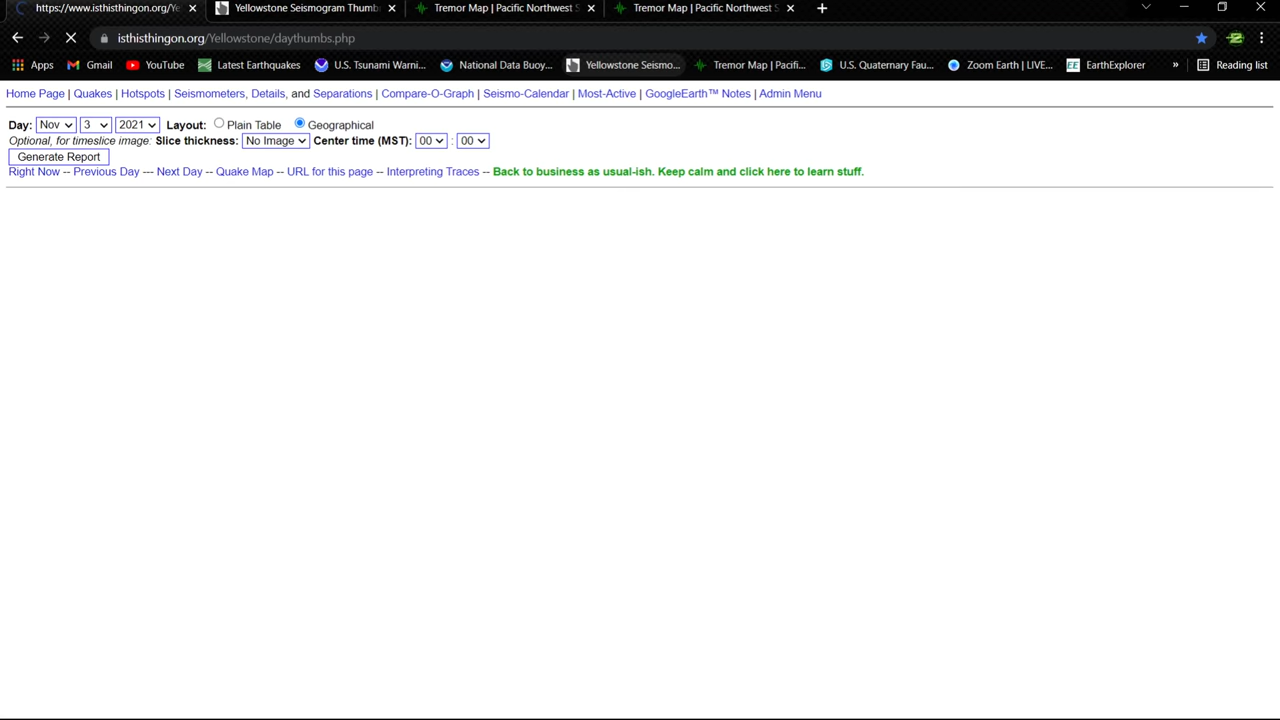 https://www.isthisthingon.org/Ye
Yellowstone Seismogram Thumb
Tremor Map | Pacific Northwest S
Tremor Map | Pacific Northwest S
isthisthingon.org/Yellowstone/daythumbs.php
Apps Gmail YouTube Latest Earthquakes U.S. Tsunami Warni... National Data Buoy... Yellowstone Seismo... Tremor Map | Pacifi... U.S. Quaternary Fau... Zoom Earth | LIVE... EE EarthExplorer » Reading list
Home Page | Quakes | Hotspots | Seismometers, Details, and Separations | Compare-O-Graph | Seismo-Calendar | Most-Active | GoogleEarth™ Notes | Admin Menu
Day: Nov 3 2021 Layout: Plain Table Geographical
Optional, for timeslice image: Slice thickness: No Image Center time (MST): 00 : 00
Generate Report
Right Now -- Previous Day --- Next Day -- Quake Map -- URL for this page -- Interpreting Traces -- Back to business as usual-ish. Keep calm and click here to learn stuff.